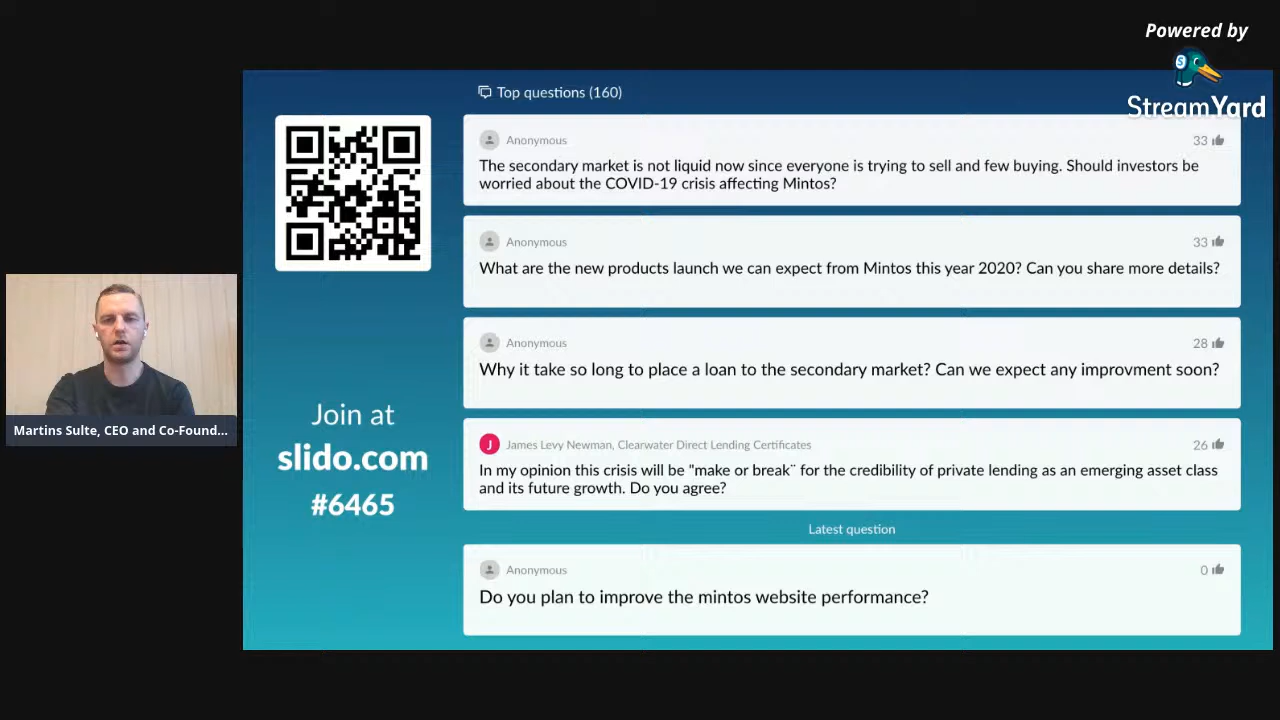 Powered by
StreamYard
Top questions (160)
Anonymous
33
The secondary market is not liquid now since everyone is trying to sell and few buying. Should investors be
worried about the COVID-19 crisis affecting Mintos?
Anonymous
33
What are the new products launch we can expect from Mintos this year 2020? Can you share more details?
Anonymous
28
Why it take so long to place a loan to the secondary market? Can we expect any improvment soon?
J
James Levy Newman, Clearwater Direct Lending Certificates
26
In my opinion this crisis will be "make or break¨ for the credibility of private lending as an emerging asset class
and its future growth. Do you agree?
Latest question
Anonymous
0
Do you plan to improve the mintos website performance?
Join at
slido.com
#6465
Martins Sulte, CEO and Co-Found...